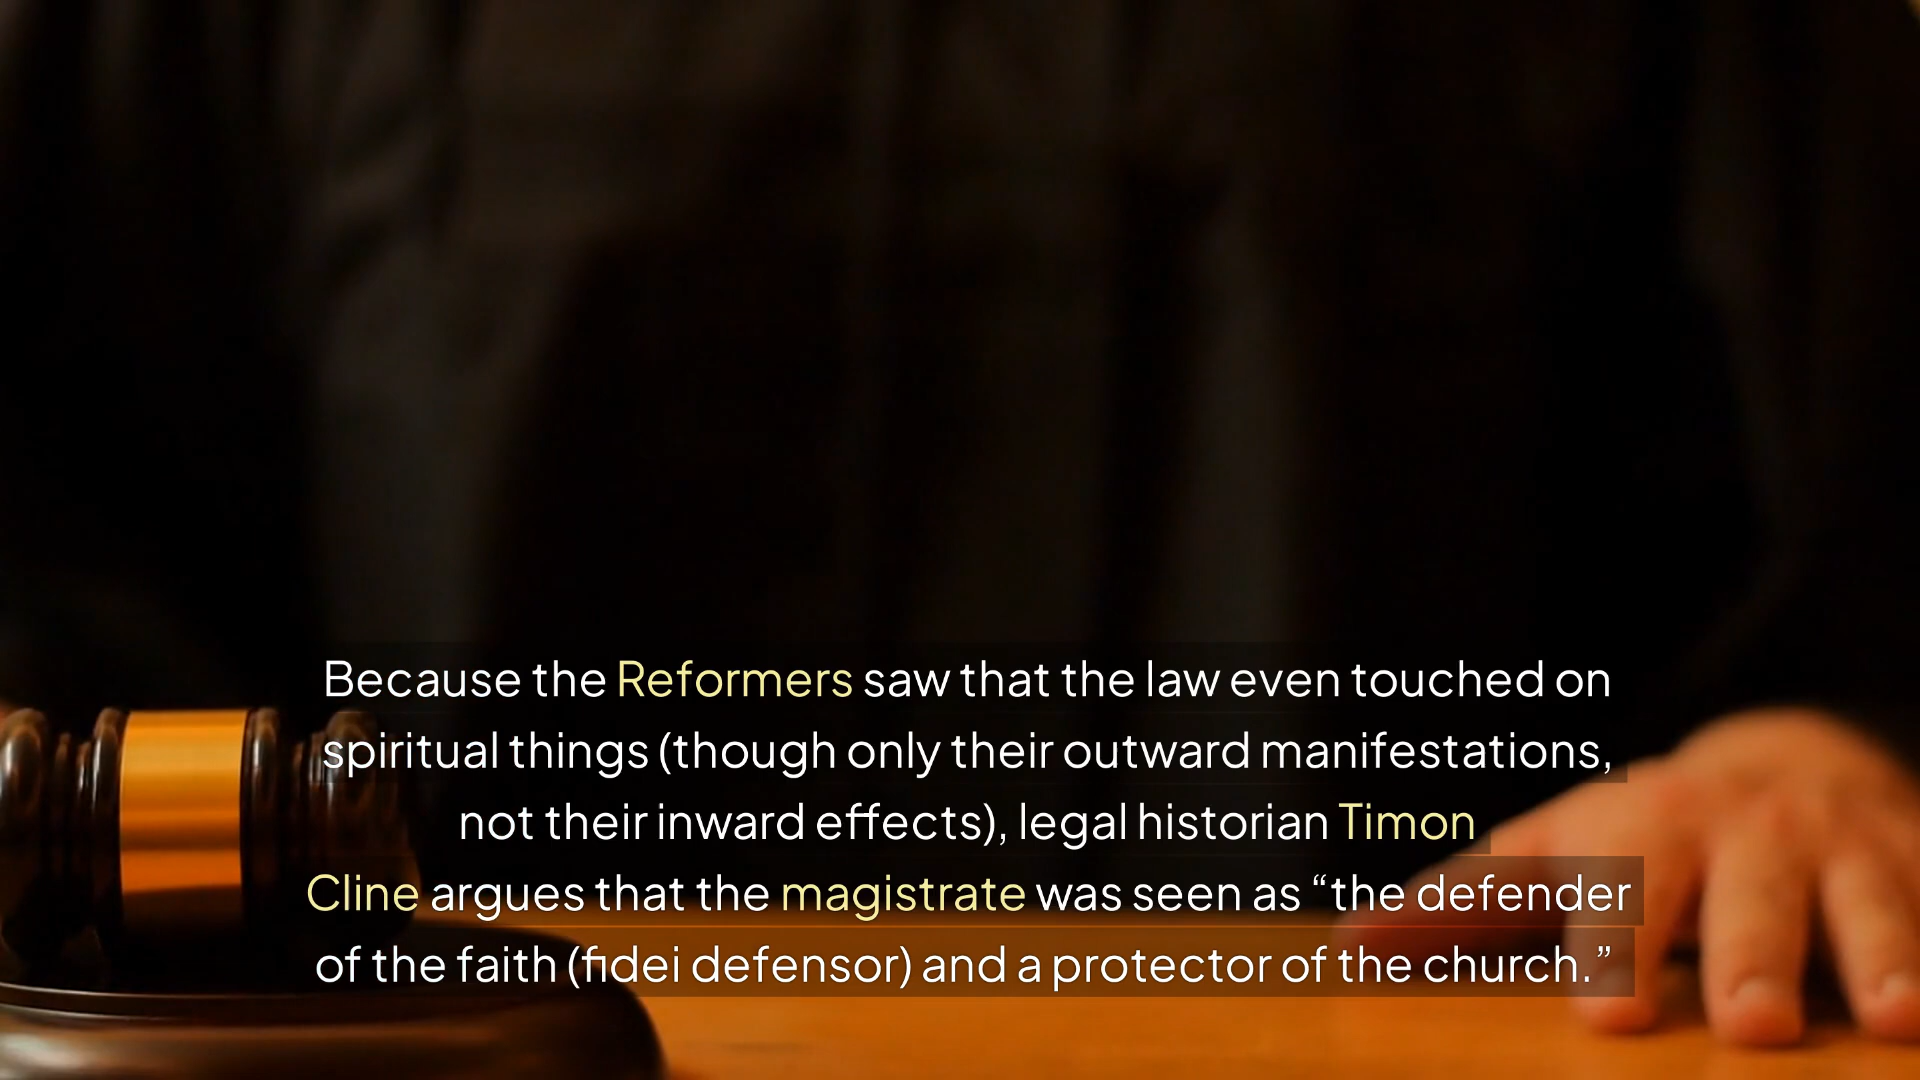 Because the Reformers saw that the law even touched on
spiritual things (though only their outward manifestations,
not their inward effects), legal historian Timon
Cline argues that the magistrate was seen as “the defender
of the faith (fidei defensor) and a protector of the church.”